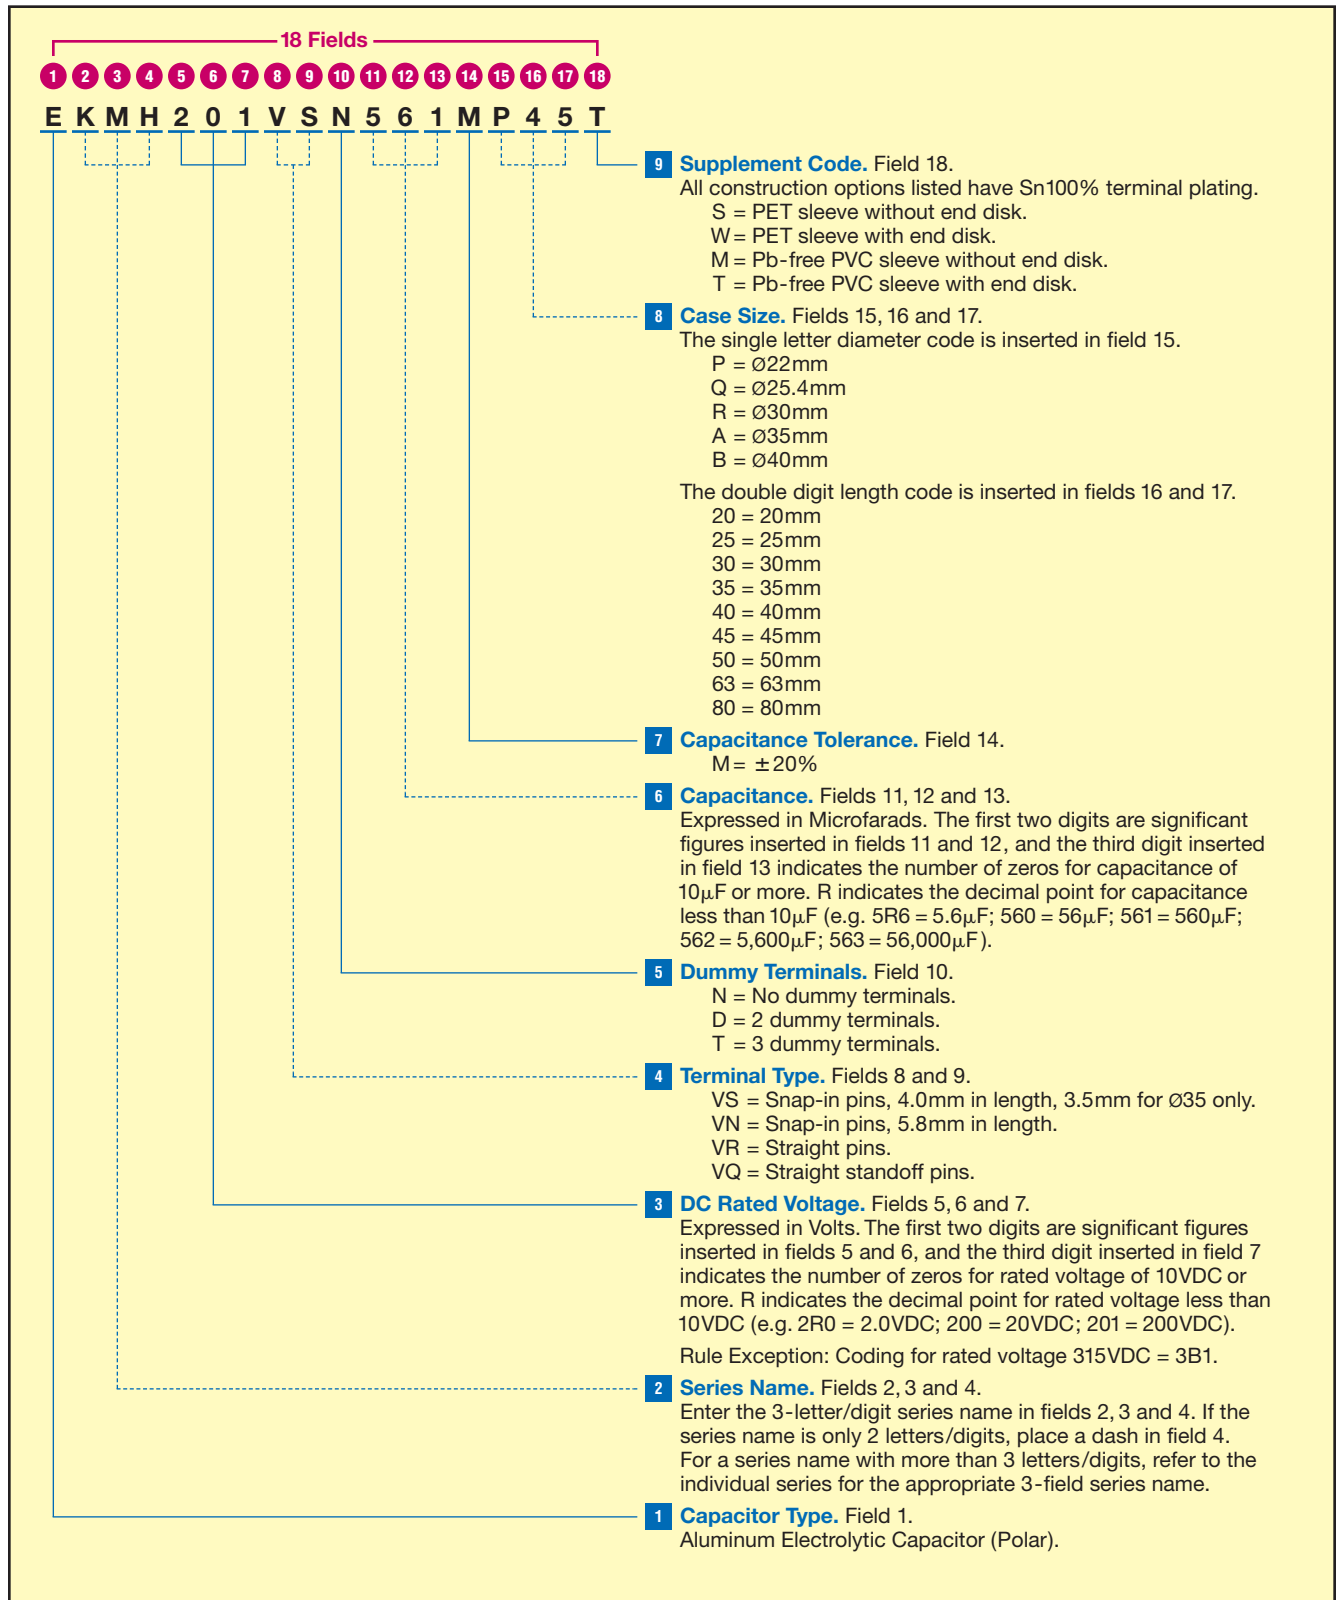 18 Fields
1 2 3 4 5 6 7 8 9 10 11 12 13 14 15 16 17 18
E K M H 2 0 1 V S N 5 6 1 M P 4 5 T
9 Supplement Code. Field 18.
All construction options listed have Sn100% terminal plating.
S = PET sleeve without end disk.
W = PET sleeve with end disk.
M = Pb-free PVC sleeve without end disk.
T = Pb-free PVC sleeve with end disk.
8 Case Size. Fields 15, 16 and 17.
The single letter diameter code is inserted in field 15.
P = Ø22mm
Q = Ø25.4mm
R = Ø30mm
A = Ø35mm
B = Ø40mm
The double digit length code is inserted in fields 16 and 17.
20 = 20mm
25 = 25mm
30 = 30mm
35 = 35mm
40 = 40mm
45 = 45mm
50 = 50mm
63 = 63mm
80 = 80mm
7 Capacitance Tolerance. Field 14.
M = ±20%
6 Capacitance. Fields 11, 12 and 13.
Expressed in Microfarads. The first two digits are significant
figures inserted in fields 11 and 12, and the third digit inserted
in field 13 indicates the number of zeros for capacitance of
10µF or more. R indicates the decimal point for capacitance
less than 10µF (e.g. 5R6 = 5.6µF; 560 = 56µF; 561 = 560µF;
562 = 5,600µF; 563 = 56,000µF).
5 Dummy Terminals. Field 10.
N = No dummy terminals.
D = 2 dummy terminals.
T = 3 dummy terminals.
4 Terminal Type. Fields 8 and 9.
VS = Snap-in pins, 4.0mm in length, 3.5mm for Ø35 only.
VN = Snap-in pins, 5.8mm in length.
VR = Straight pins.
VQ = Straight standoff pins.
3 DC Rated Voltage. Fields 5, 6 and 7.
Expressed in Volts. The first two digits are significant figures
inserted in fields 5 and 6, and the third digit inserted in field 7
indicates the number of zeros for rated voltage of 10VDC or
more. R indicates the decimal point for rated voltage less than
10VDC (e.g. 2R0 = 2.0VDC; 200 = 20VDC; 201 = 200VDC).
Rule Exception: Coding for rated voltage 315VDC = 3B1.
2 Series Name. Fields 2, 3 and 4.
Enter the 3-letter/digit series name in fields 2, 3 and 4. If the
series name is only 2 letters/digits, place a dash in field 4.
For a series name with more than 3 letters/digits, refer to the
individual series for the appropriate 3-field series name.
1 Capacitor Type. Field 1.
Aluminum Electrolytic Capacitor (Polar).